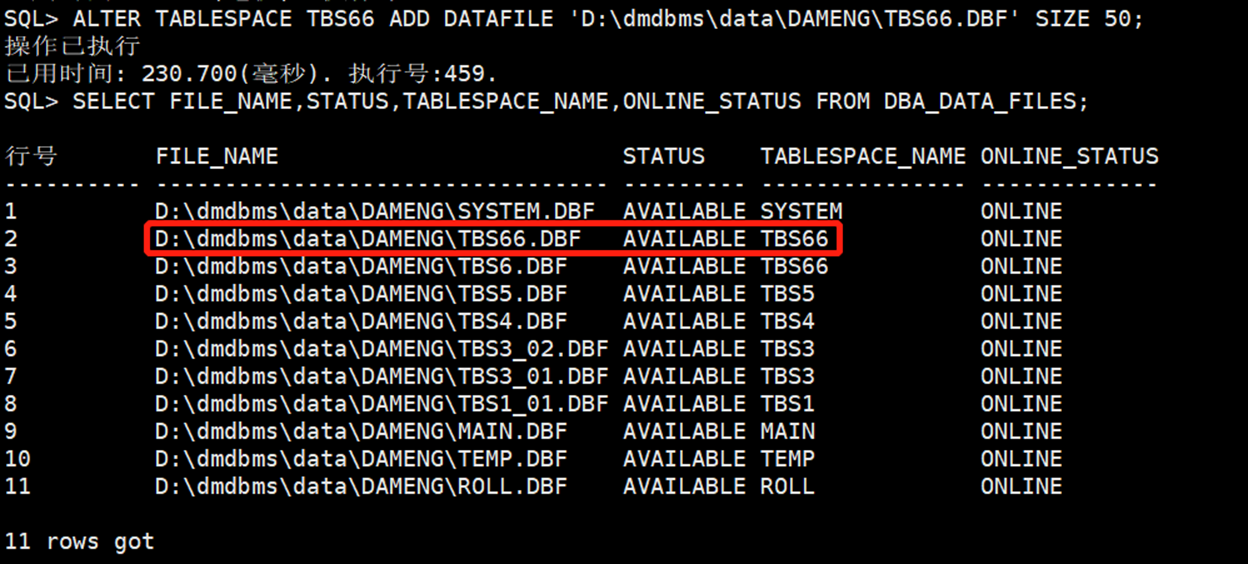 SQL> ALTER TABLESPACE TBS66 ADD DATAFILE 'D:\dmdbms\data\DAMENG\TBS66.DBF' SIZE 50;
操作已执行
已用时间: 230.700(毫秒). 执行号:459.
SQL> SELECT FILE_NAME,STATUS,TABLESPACE_NAME,ONLINE_STATUS FROM DBA_DATA_FILES;
行号 FILE_NAME STATUS TABLESPACE_NAME ONLINE_STATUS
---------- --------------------------------- --------- --------------- -------------
1 D:\dmdbms\data\DAMENG\SYSTEM.DBF AVAILABLE SYSTEM ONLINE
2 D:\dmdbms\data\DAMENG\TBS66.DBF AVAILABLE TBS66 ONLINE
3 D:\dmdbms\data\DAMENG\TBS6.DBF AVAILABLE TBS66 ONLINE
4 D:\dmdbms\data\DAMENG\TBS5.DBF AVAILABLE TBS5 ONLINE
5 D:\dmdbms\data\DAMENG\TBS4.DBF AVAILABLE TBS4 ONLINE
6 D:\dmdbms\data\DAMENG\TBS3_02.DBF AVAILABLE TBS3 ONLINE
7 D:\dmdbms\data\DAMENG\TBS3_01.DBF AVAILABLE TBS3 ONLINE
8 D:\dmdbms\data\DAMENG\TBS1_01.DBF AVAILABLE TBS1 ONLINE
9 D:\dmdbms\data\DAMENG\MAIN.DBF AVAILABLE MAIN ONLINE
10 D:\dmdbms\data\DAMENG\TEMP.DBF AVAILABLE TEMP ONLINE
11 D:\dmdbms\data\DAMENG\ROLL.DBF AVAILABLE ROLL ONLINE
11 rows got